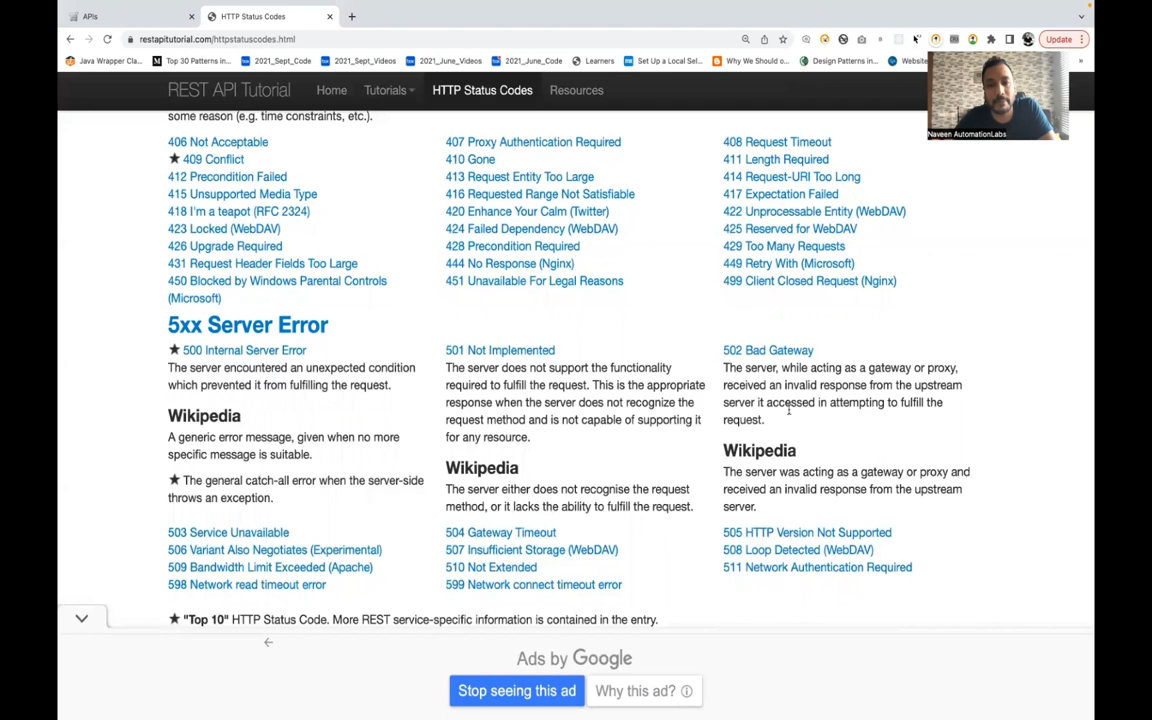 APIs
HTTP Status Codes
restapitutorial.com/httpstatuscodes.html
Update
Java Wrapper Cla...
Top 30 Patterns in...
2021_Sept_Code
2021_Sept_Videos
2021_June_Videos
2021_June_Code
Learners
Set Up a Local Sel...
Why We Should o...
Design Patterns in...
Website
REST API Tutorial
Home
Tutorials
HTTP Status Codes
Resources
Naveen AutomationLabs
some reason (e.g. time constraints, etc.).
406 Not Acceptable
407 Proxy Authentication Required
408 Request Timeout
★ 409 Conflict
410 Gone
411 Length Required
412 Precondition Failed
413 Request Entity Too Large
414 Request-URI Too Long
415 Unsupported Media Type
416 Requested Range Not Satisfiable
417 Expectation Failed
418 I'm a teapot (RFC 2324)
420 Enhance Your Calm (Twitter)
422 Unprocessable Entity (WebDAV)
423 Locked (WebDAV)
424 Failed Dependency (WebDAV)
425 Reserved for WebDAV
426 Upgrade Required
428 Precondition Required
429 Too Many Requests
431 Request Header Fields Too Large
444 No Response (Nginx)
449 Retry With (Microsoft)
450 Blocked by Windows Parental Controls
(Microsoft)
451 Unavailable For Legal Reasons
499 Client Closed Request (Nginx)
5xx Server Error
★ 500 Internal Server Error
The server encountered an unexpected condition
which prevented it from fulfilling the request.
Wikipedia
A generic error message, given when no more
specific message is suitable.
★ The general catch-all error when the server-side
throws an exception.
501 Not Implemented
The server does not support the functionality
required to fulfill the request. This is the appropriate
response when the server does not recognize the
request method and is not capable of supporting it
for any resource.
Wikipedia
The server either does not recognise the request
method, or it lacks the ability to fulfill the request.
502 Bad Gateway
The server, while acting as a gateway or proxy,
received an invalid response from the upstream
server it accessed in attempting to fulfill the
request.
Wikipedia
The server was acting as a gateway or proxy and
received an invalid response from the upstream
server.
503 Service Unavailable
504 Gateway Timeout
505 HTTP Version Not Supported
506 Variant Also Negotiates (Experimental)
507 Insufficient Storage (WebDAV)
508 Loop Detected (WebDAV)
509 Bandwidth Limit Exceeded (Apache)
510 Not Extended
511 Network Authentication Required
598 Network read timeout error
599 Network connect timeout error
★ "Top 10" HTTP Status Code. More REST service-specific information is contained in the entry.
Ads by Google
Stop seeing this ad
Why this ad?